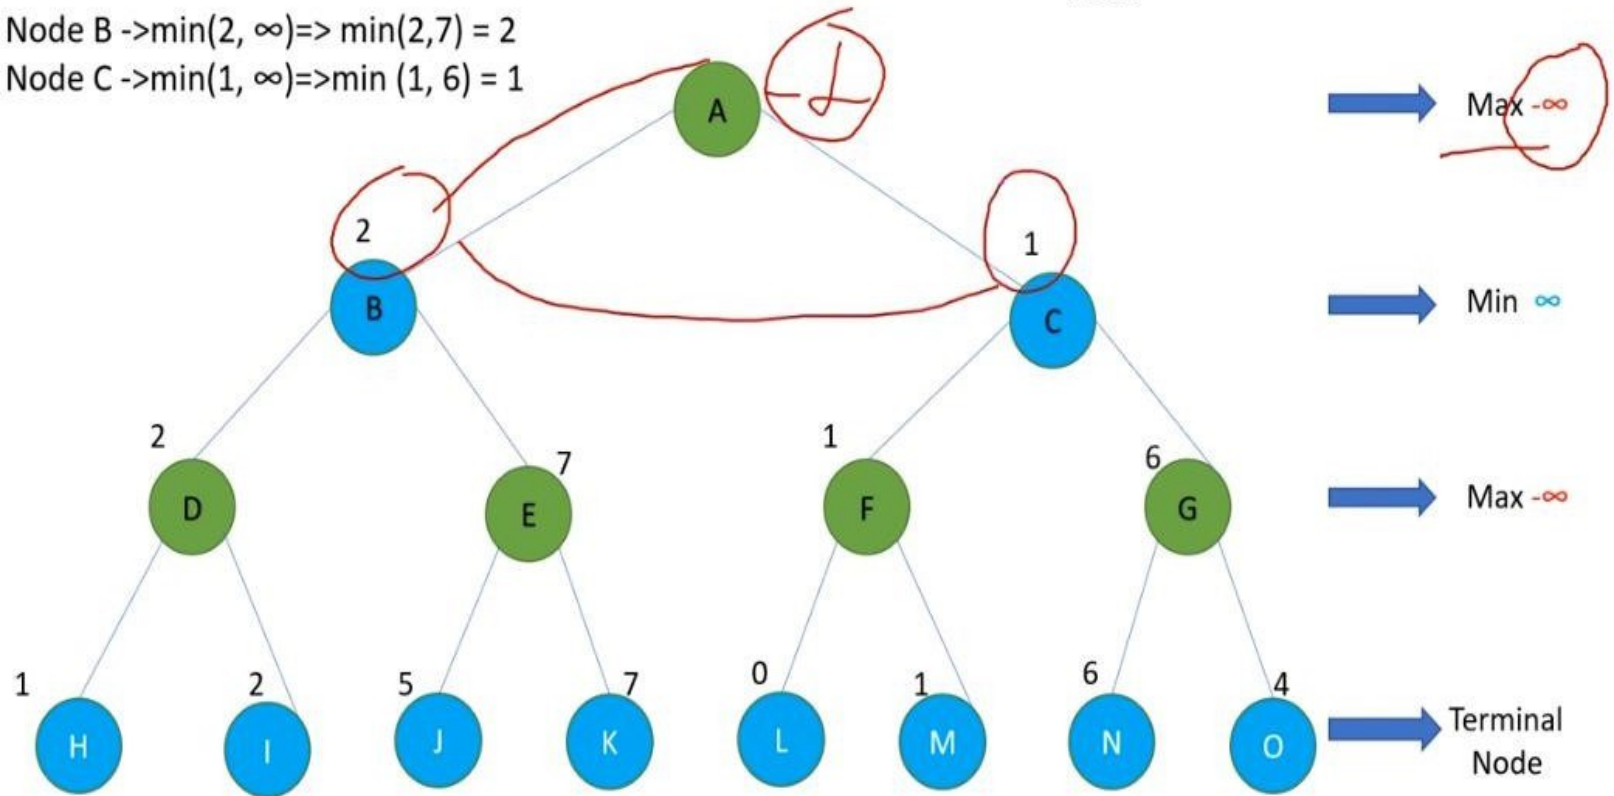 Node B ->min(2, ∞)=> min(2,7) = 2
Node C ->min(1, ∞)=>min (1, 6) = 1
A
Max -∞
2
1
B
C
Min ∞
2
7
1
6
D
E
F
G
Max -∞
1
2
5
7
0
1
6
4
H
I
J
K
L
M
N
O
Terminal
Node